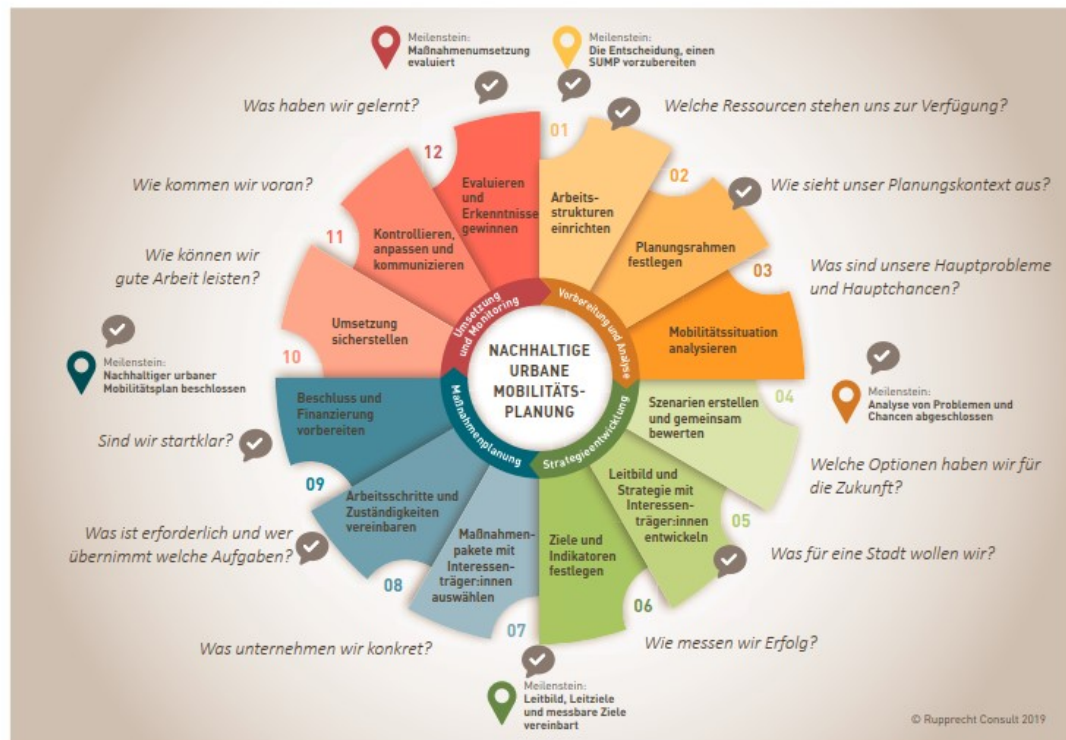 Meilenstein:
Maßnahmenumsetzung
evaluiert
Meilenstein:
Die Entscheidung, einen
SUMP vorzubereiten
Was haben wir gelernt?
Welche Ressourcen stehen uns zur Verfügung?
Wie kommen wir voran?
Wie sieht unser Planungskontext aus?
Wie können wir
gute Arbeit leisten?
Was sind unsere Hauptprobleme
und Hauptchancen?
Meilenstein:
Nachhaltiger urbaner
Mobilitätsplan beschlossen
Meilenstein:
Analyse von Problemen und
Chancen abgeschlossen
Sind wir startklar?
Welche Optionen haben wir für
die Zukunft?
Was ist erforderlich und wer
übernimmt welche Aufgaben?
Was für eine Stadt wollen wir?
Was unternehmen wir konkret?
Wie messen wir Erfolg?
Meilenstein:
Leitbild, Leitziele
und messbare Ziele
vereinbart
01
Arbeits-
strukturen
einrichten
02
Planungsrahmen
festlegen
03
Mobilitätssituation
analysieren
04
Szenarien erstellen
und gemeinsam
bewerten
05
Leitbild und
Strategie mit
Interessen-
träger:innen
entwickeln
06
Ziele und
Indikatoren
festlegen
07
Maßnahmen-
pakete mit
Interessen-
träger:innen
auswählen
08
Arbeitsschritte und
Zuständigkeiten
vereinbaren
09
Beschluss und
Finanzierung
vorbereiten
10
Umsetzung
sicherstellen
11
Kontrollieren,
anpassen und
kommunizieren
12
Evaluieren
und
Erkenntnisse
gewinnen
Vorbereitung und Analyse
Strategieentwicklung
Maßnahmenplanung
Umsetzung
und Monitoring
NACHHALTIGE
URBANE
MOBILITÄTS-
PLANUNG
© Rupprecht Consult 2019